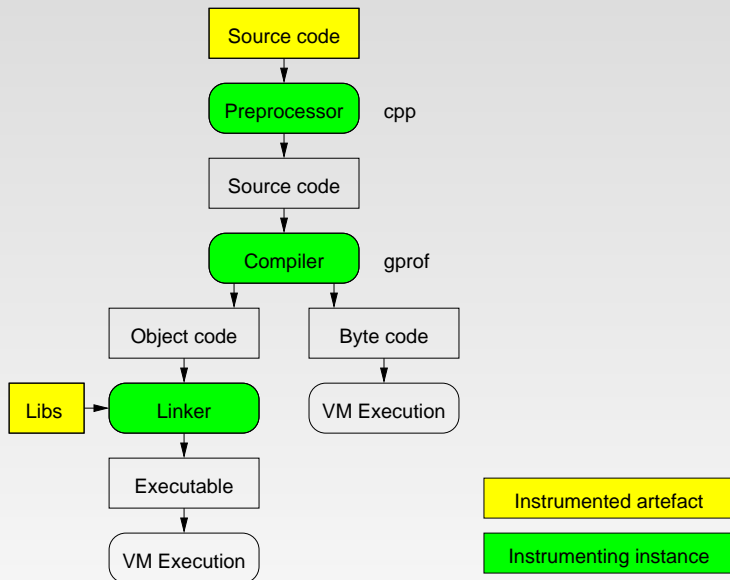 Source code
Preprocessor cpp
Source code
Compiler gprof
Object code Byte code
Libs Linker VM Execution
Executable
Instrumented artefact
VM Execution
Instrumenting instance